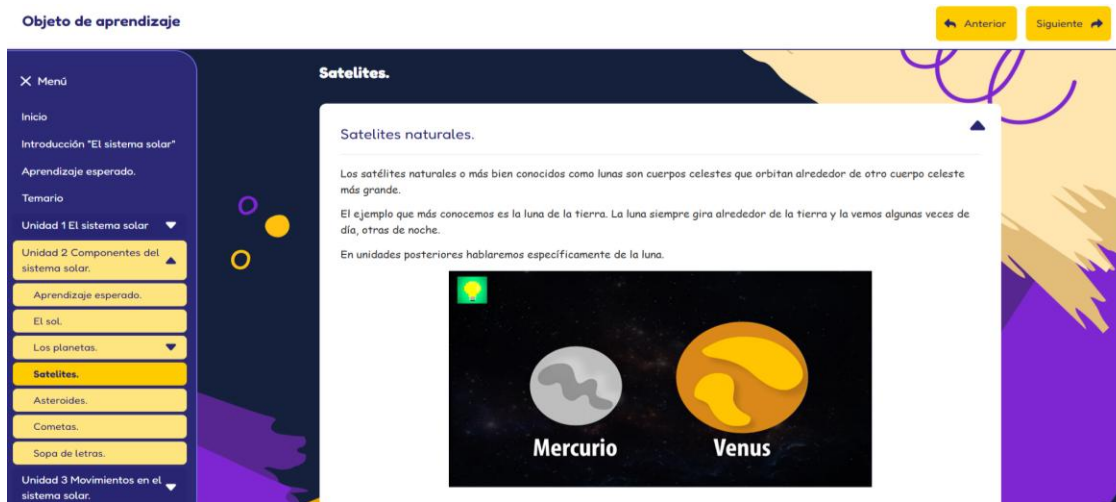 Objeto de aprendizaje
Anterior
Siguiente
Menú
Inicio
Introducción "El sistema solar"
Aprendizaje esperado.
Temario
Unidad 1 El sistema solar
Unidad 2 Componentes del
sistema solar.
Aprendizaje esperado.
El sol.
Los planetas.
Satelites.
Asteroides.
Cometas.
Sopa de letras.
Unidad 3 Movimientos en el
sistema solar.
Satelites.
Satelites naturales.
Los satélites naturales o más bien conocidos como lunas son cuerpos celestes que orbitan alrededor de otro cuerpo celeste
más grande.
El ejemplo que más conocemos es la luna de la tierra. La luna siempre gira alrededor de la tierra y la vemos algunas veces de
día, otras de noche.
En unidades posteriores hablaremos específicamente de la luna.
Mercurio
Venus